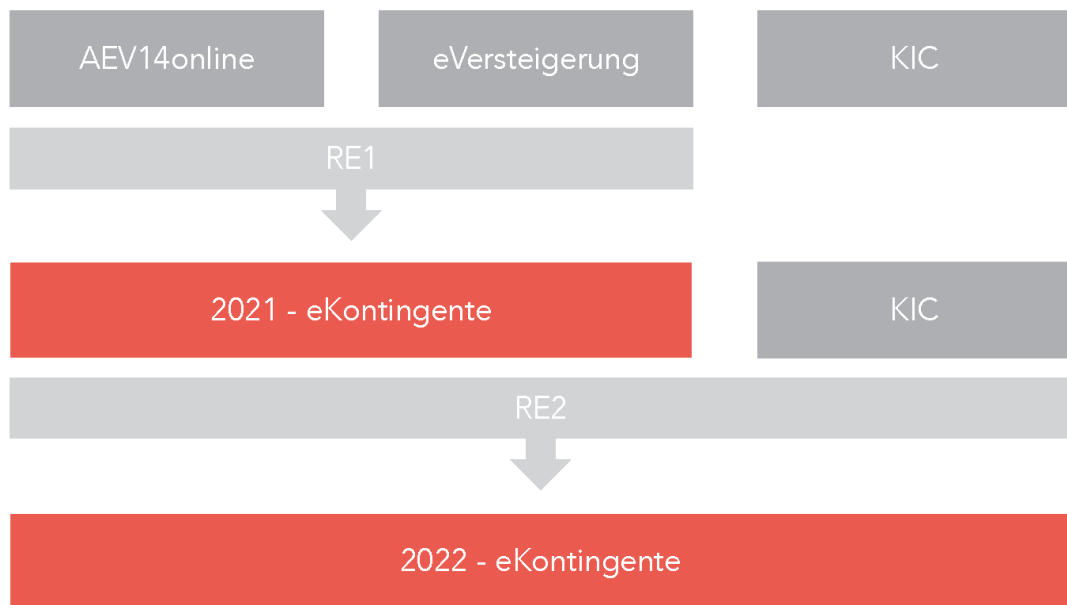 AEV14online
eVersteigerung
KIC
RE1
2021 - eKontingente
KIC
RE2
2022 - eKontingente